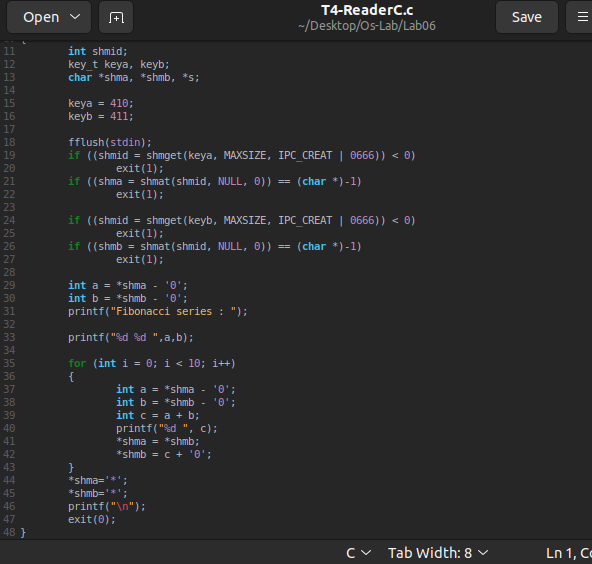 Open
T4-ReaderC.c
~/Desktop/Os-Lab/Lab06
Save
11 int shmid;
12 key_t keya, keyb;
13 char *shma, *shmb, *s;
14
15 keya = 410;
16 keyb = 411;
17
18 fflush(stdin);
19 if ((shmid = shmget(keya, MAXSIZE, IPC_CREAT | 0666)) < 0)
20 exit(1);
21 if ((shma = shmat(shmid, NULL, 0)) == (char *)-1)
22 exit(1);
23
24 if ((shmid = shmget(keyb, MAXSIZE, IPC_CREAT | 0666)) < 0)
25 exit(1);
26 if ((shmb = shmat(shmid, NULL, 0)) == (char *)-1)
27 exit(1);
28
29 int a = *shma - '0';
30 int b = *shmb - '0';
31 printf("Fibonacci series : ");
32
33 printf("%d %d ",a,b);
34
35 for (int i = 0; i < 10; i++)
36 {
37 int a = *shma - '0';
38 int b = *shmb - '0';
39 int c = a + b;
40 printf("%d ", c);
41 *shma = *shmb;
42 *shmb = c + '0';
43 }
44 *shma='*';
45 *shmb='*';
46 printf("\n");
47 exit(0);
48 }
C
Tab Width: 8
Ln 1, Co